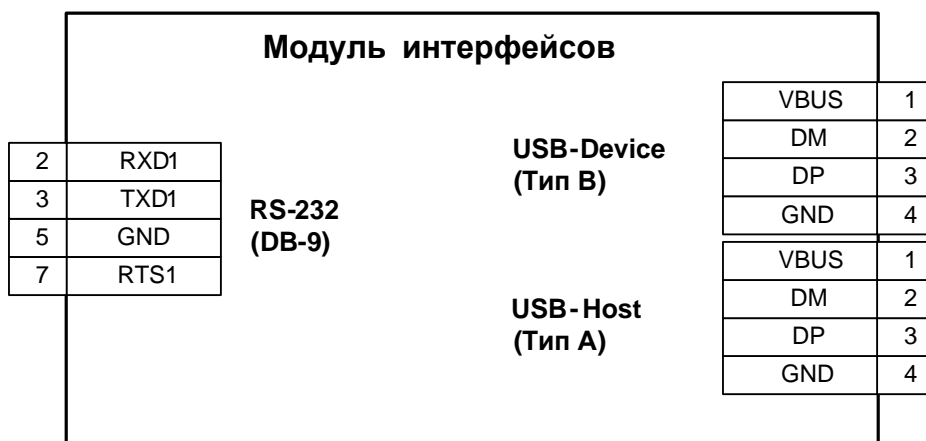 Модуль интерфейсов
2 RXD1
3 TXD1
5 GND
7 RTS1
RS-232
(DB-9)
USB-Device
(Тип B)
VBUS 1
DM 2
DP 3
GND 4
USB-Host
(Тип A)
VBUS 1
DM 2
DP 3
GND 4